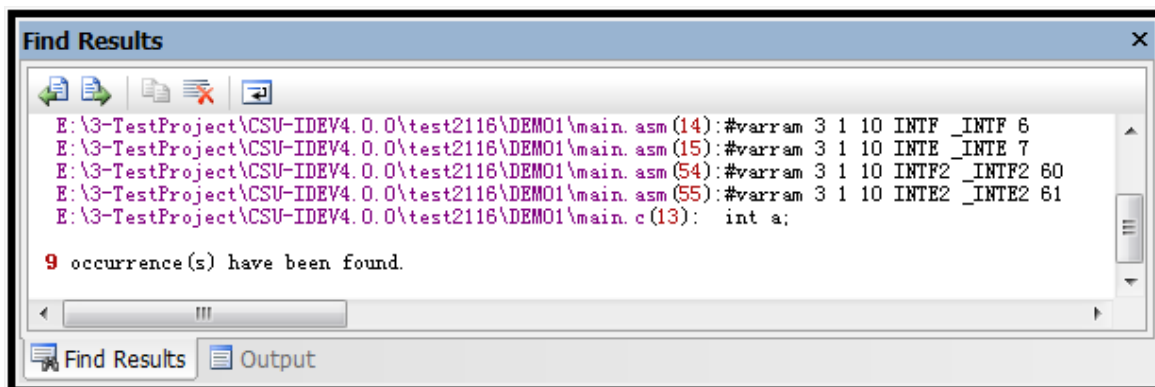 Find Results
E:\3-TestProject\CSU-IDEV4.0.0\test2116\DEMO1\main.asm(14):#varram 3 1 10 INTF _INTF 6
E:\3-TestProject\CSU-IDEV4.0.0\test2116\DEMO1\main.asm(15):#varram 3 1 10 INTE _INTE 7
E:\3-TestProject\CSU-IDEV4.0.0\test2116\DEMO1\main.asm(54):#varram 3 1 10 INTF2 _INTF2 60
E:\3-TestProject\CSU-IDEV4.0.0\test2116\DEMO1\main.asm(55):#varram 3 1 10 INTE2 _INTE2 61
E:\3-TestProject\CSU-IDEV4.0.0\test2116\DEMO1\main.c(13):  int a;
9 occurrence(s) have been found.
Find Results Output